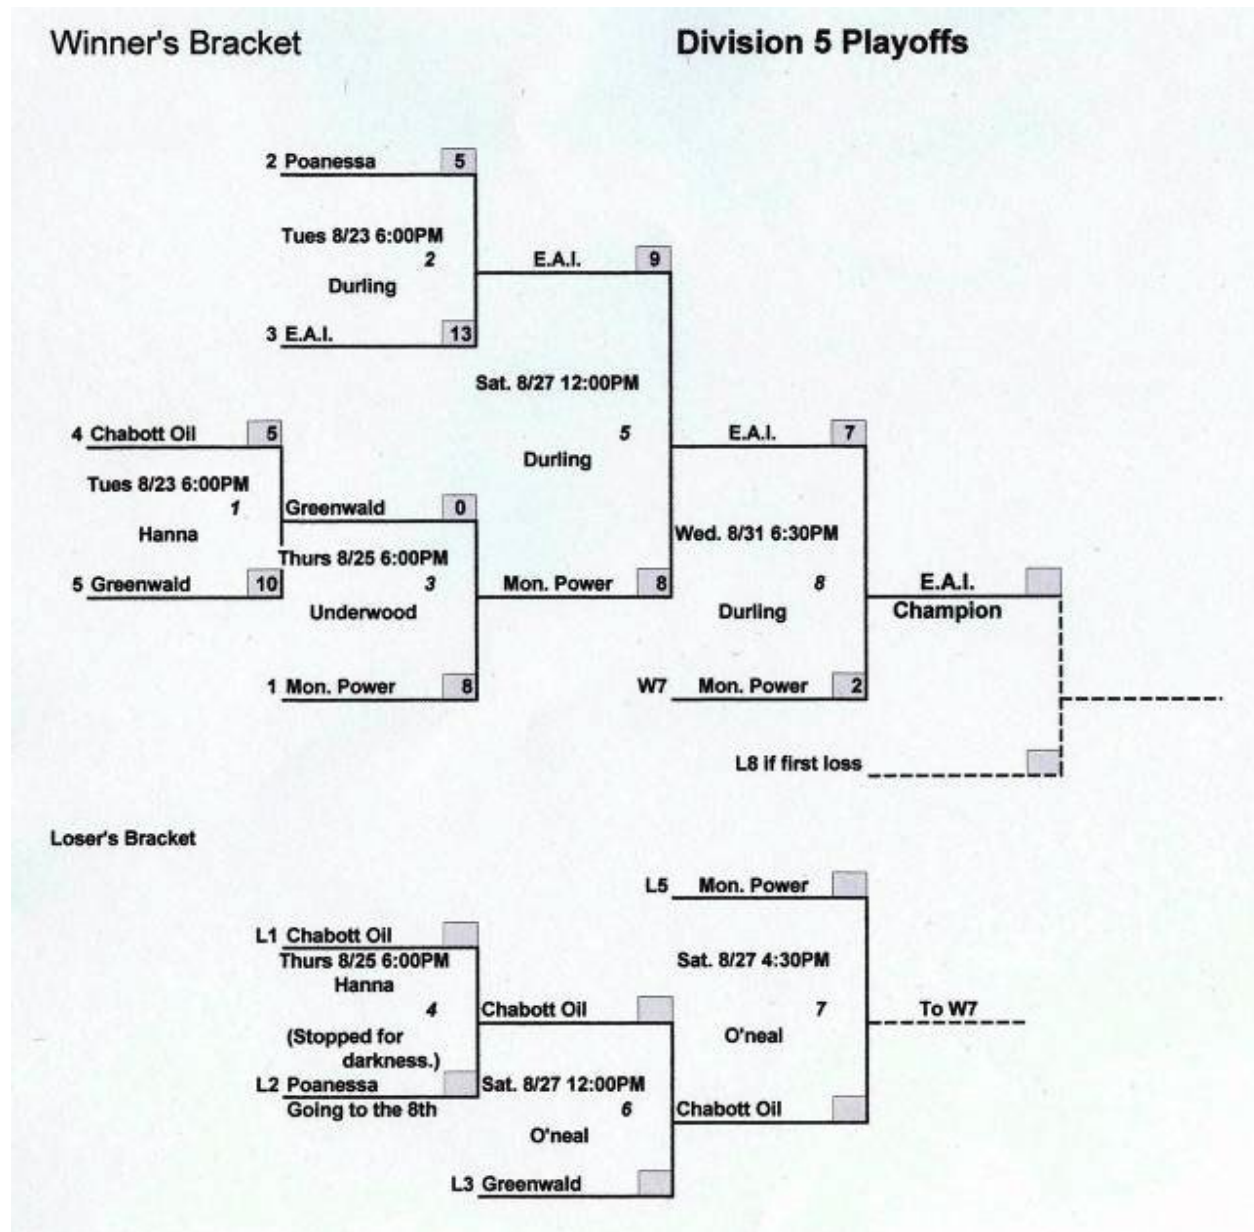 Winner's Bracket
Division 5 Playoffs
2 Poanessa 5
Tues 8/23 6:00PM
2
Durling
3 E.A.I. 13
E.A.I. 9
Sat. 8/27 12:00PM
5
Durling
4 Chabott Oil 5
Tues 8/23 6:00PM
1
Hanna
5 Greenwald 10
Greenwald 0
Thurs 8/25 6:00PM
3
Underwood
1 Mon. Power 8
Mon. Power 8
E.A.I. 7
Wed. 8/31 6:30PM
8
Durling
W7 Mon. Power 2
E.A.I.
Champion
L8 if first loss
Loser's Bracket
L1 Chabott Oil
Thurs 8/25 6:00PM
Hanna
4
(Stopped for
darkness.)
L2 Poanessa
Going to the 8th
Chabott Oil
Sat. 8/27 12:00PM
6
O'neal
L3 Greenwald
L5 Mon. Power
Sat. 8/27 4:30PM
7
O'neal
Chabott Oil
To W7